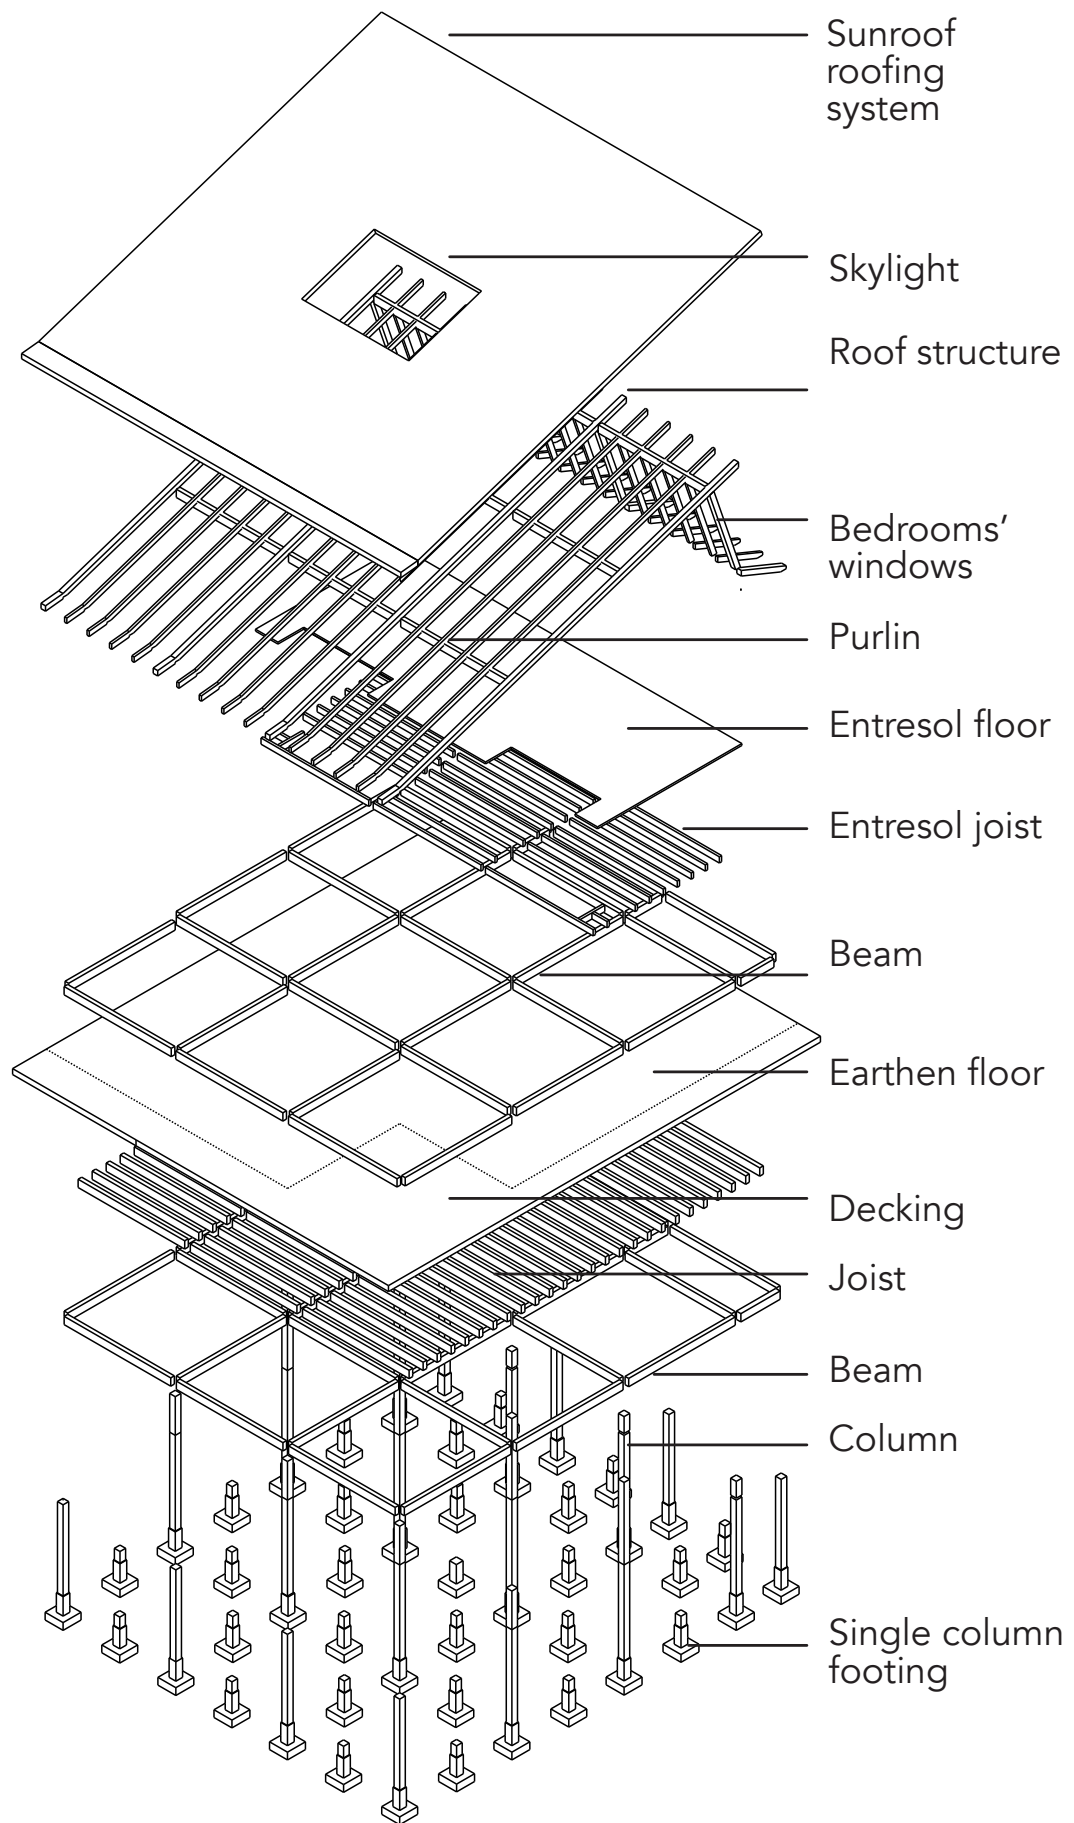 Sunroof
roofing
system
Skylight
Roof structure
Bedrooms’
windows
Purlin
Entresol floor
Entresol joist
Beam
Earthen floor
Decking
Joist
Beam
Column
Single column
footing